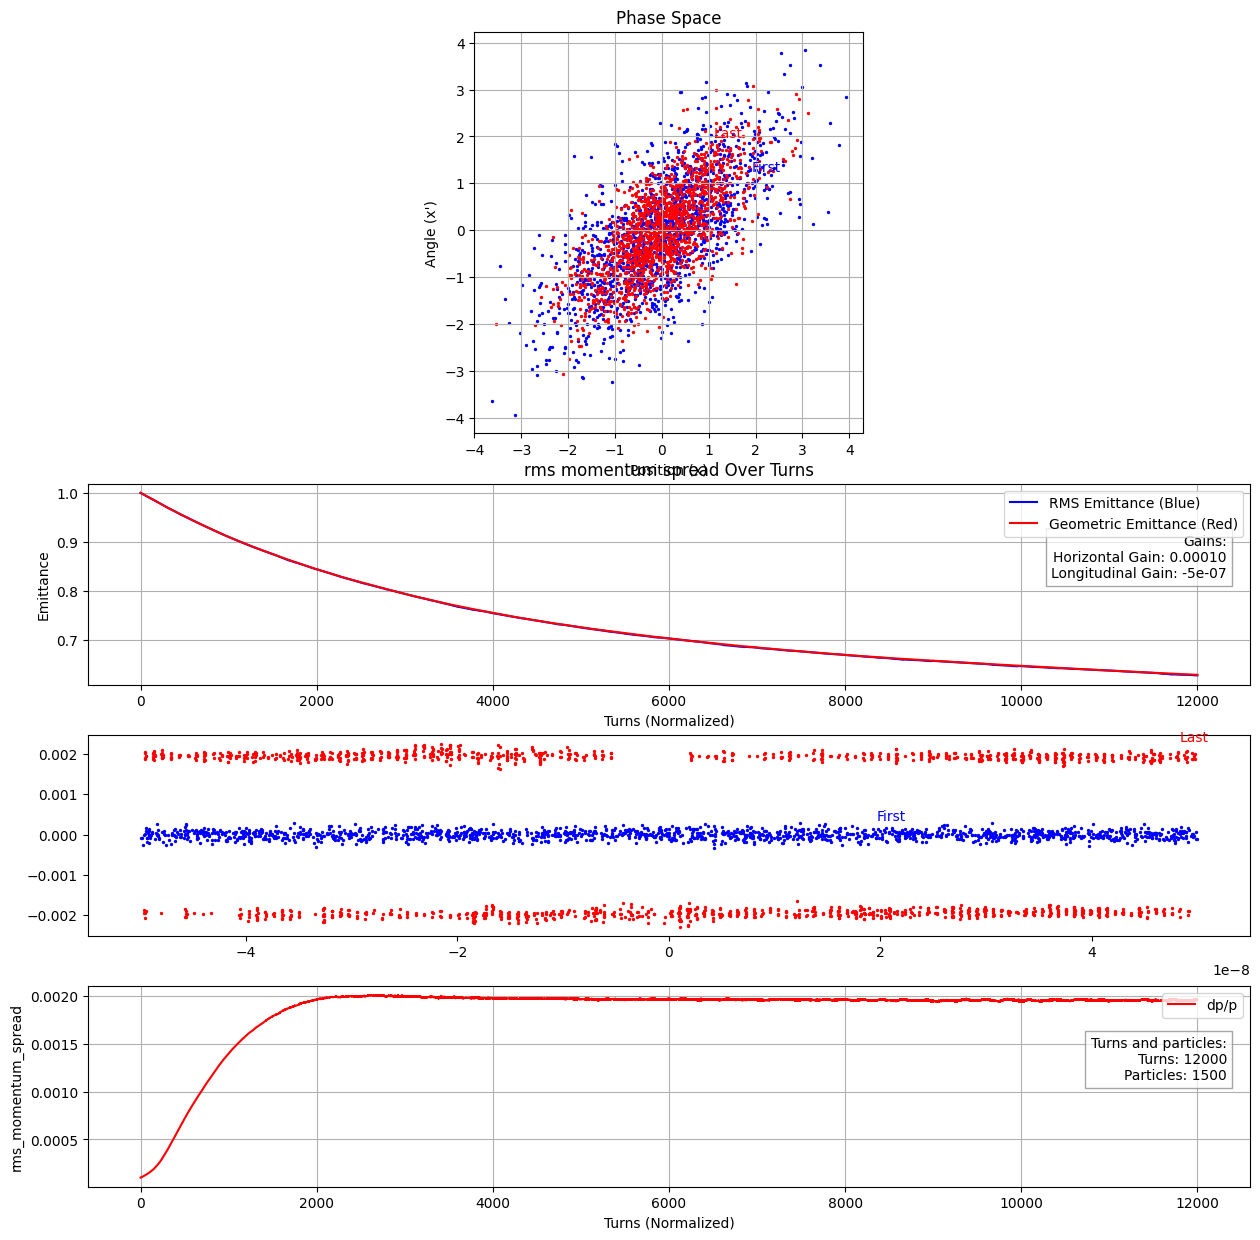 Phase Space
4
3
2
1
0
−1
−2
−3
−4
Angle (x')
Last
First
−4 −3 −2 −1 0 1 2 3 4
Position (x)
rms momentum spread Over Turns
1.0
0.9
0.8
0.7
Emittance
RMS Emittance (Blue)
Geometric Emittance (Red)
Gains:
Horizontal Gain: 0.00010
Longitudinal Gain: -5e-07
0 2000 4000 6000 8000 10000 12000
Turns (Normalized)
0.002
0.001
0.000
−0.001
−0.002
Last
First
−4 −2 0 2 4
1e−8
0.0020
0.0015
0.0010
0.0005
rms_momentum_spread
dp/p
Turns and particles:
Turns: 12000
Particles: 1500
0 2000 4000 6000 8000 10000 12000
Turns (Normalized)